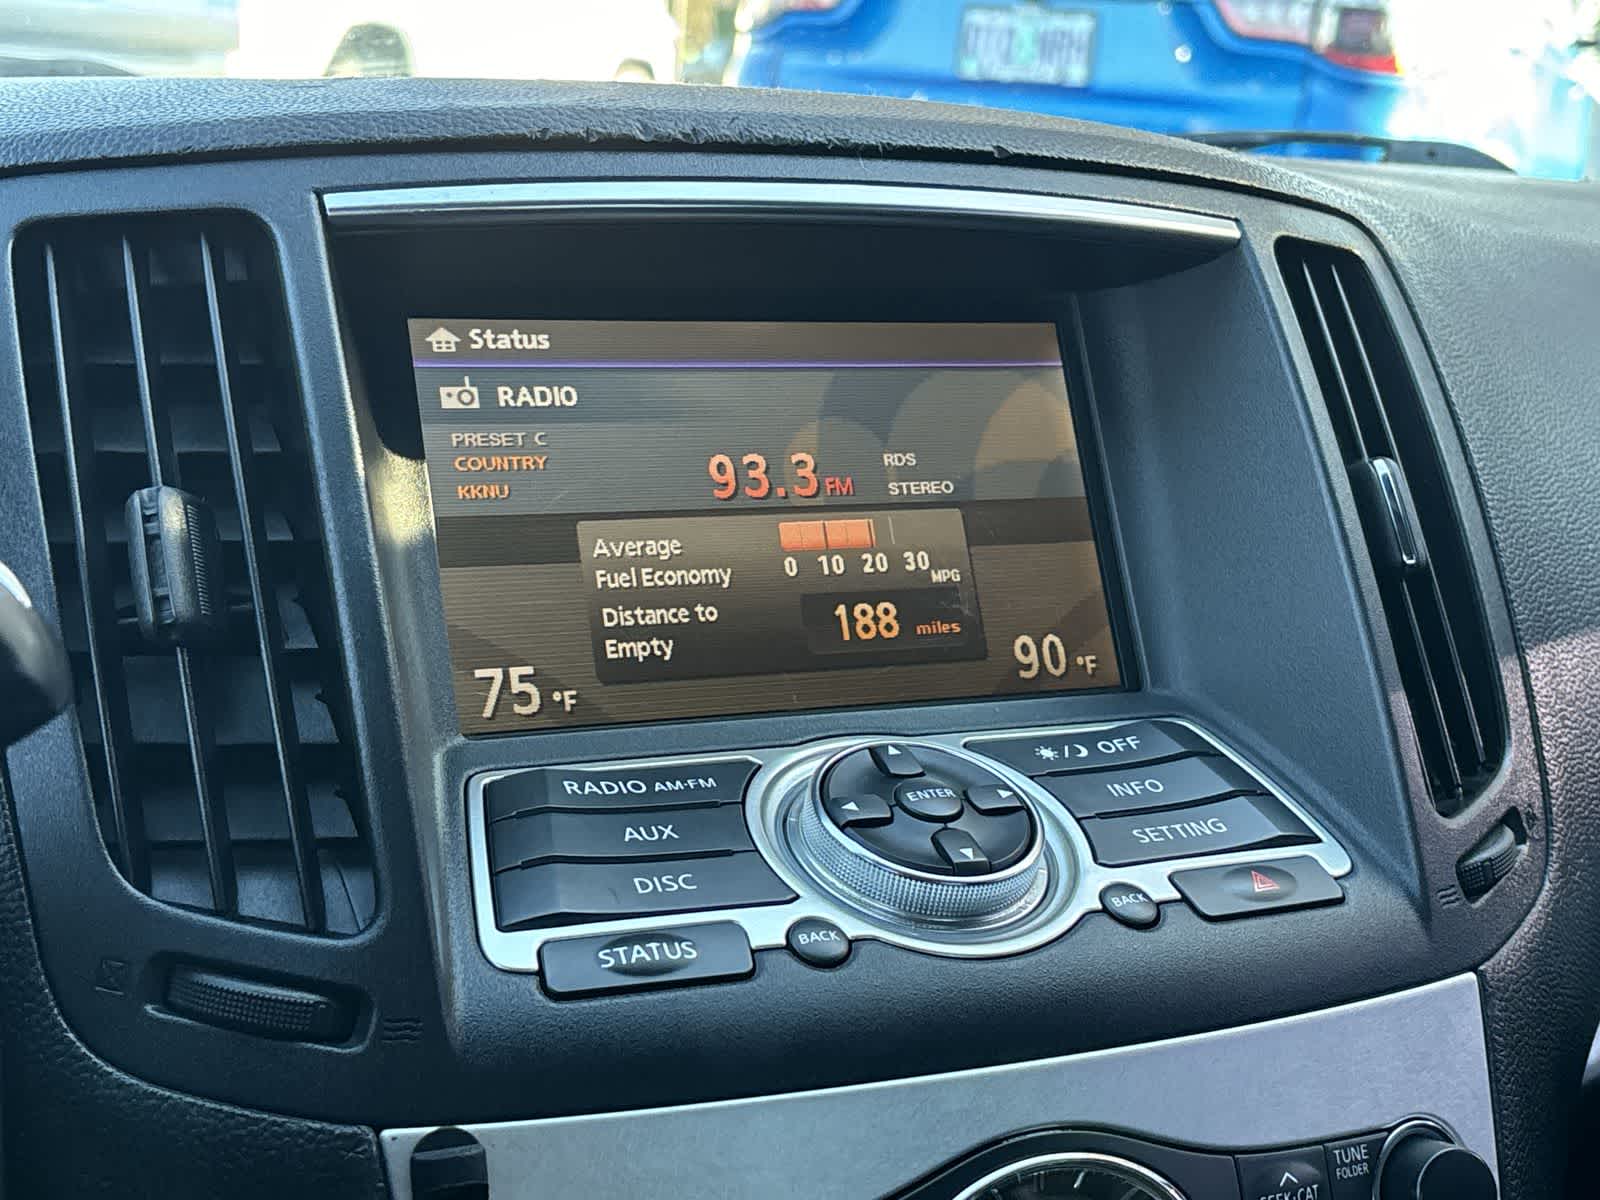 Status
RADIO
PRESET C
COUNTRY
KKNU
93.3 FM
RDS
STEREO
Average
Fuel Economy
0 10 20 30 MPG
Distance to
Empty
188 miles
75 °F
90 °F
RADIO AM·FM
AUX
DISC
STATUS
BACK
ENTER
OFF
INFO
SETTING
BACK
TUNE
FOLDER
SEEK·CAT